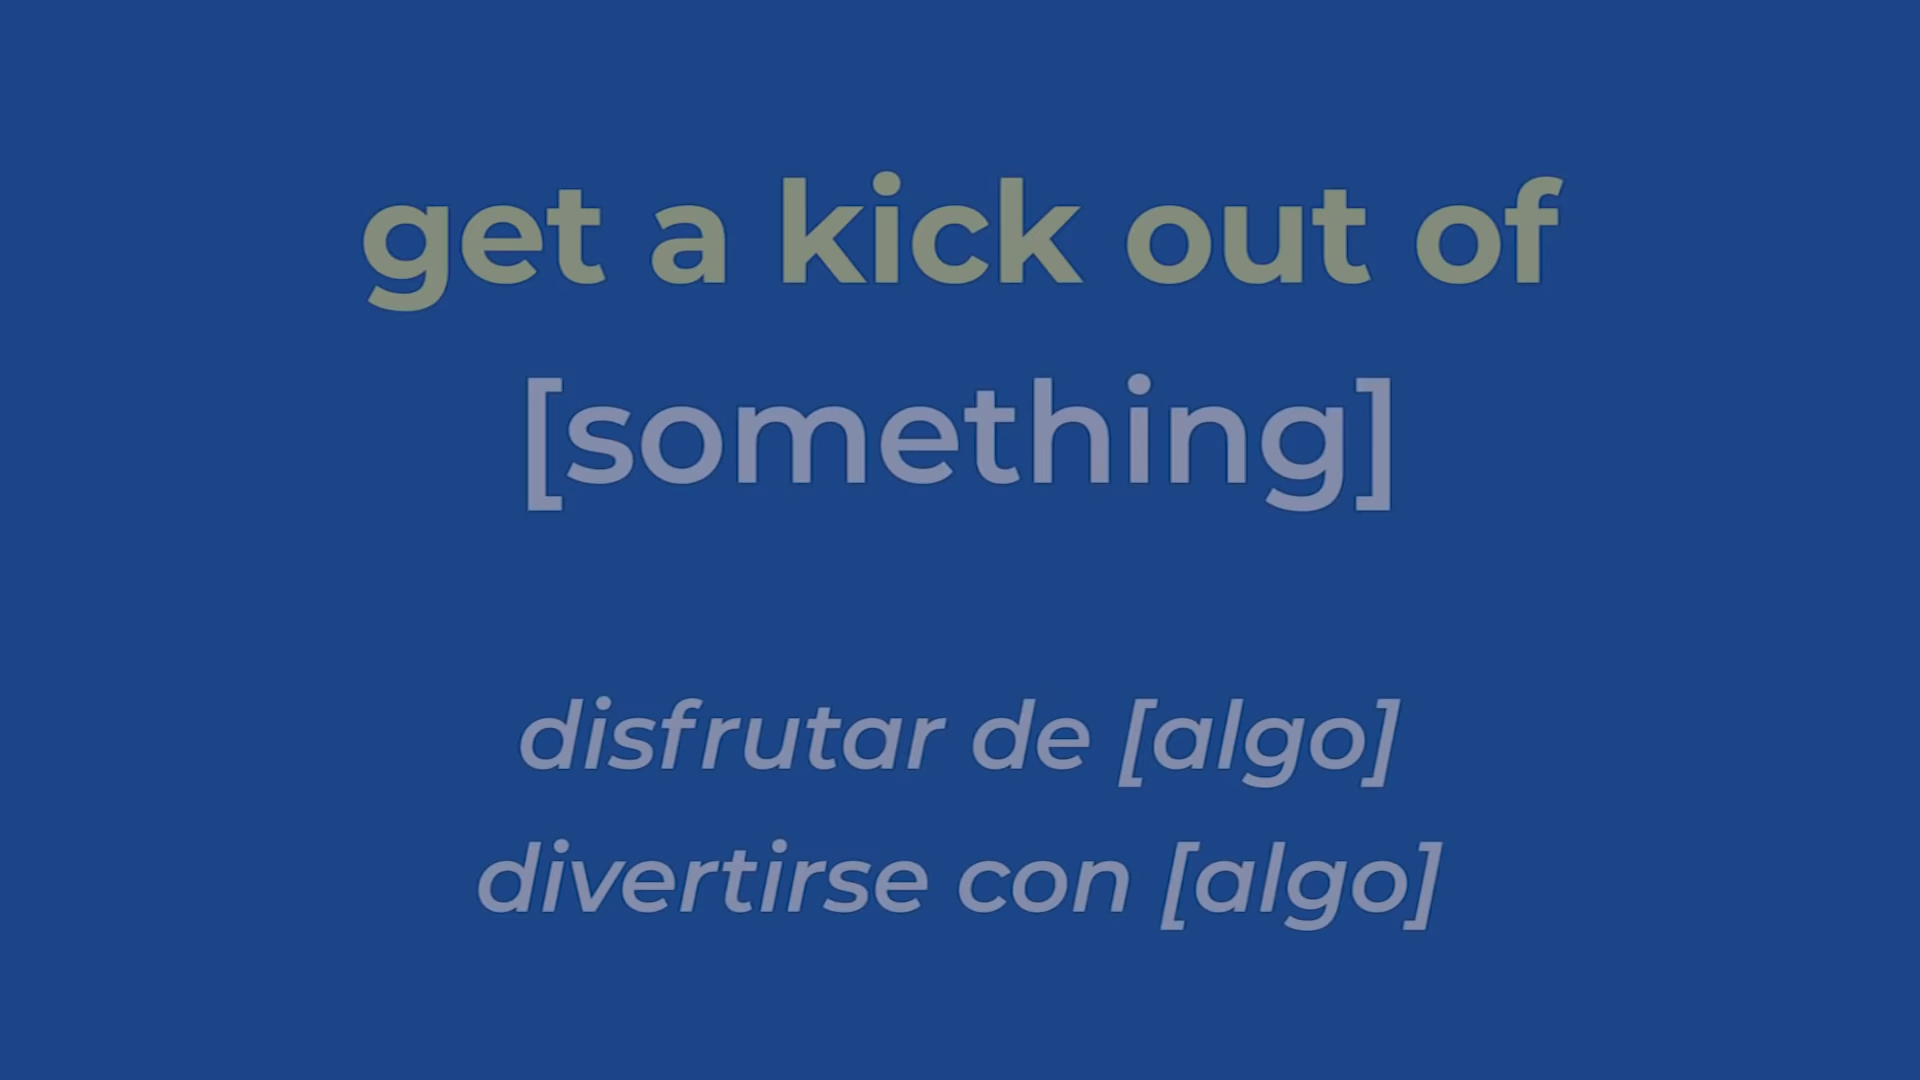 get a kick out of
[something]
disfrutar de [algo]
divertirse con [algo]